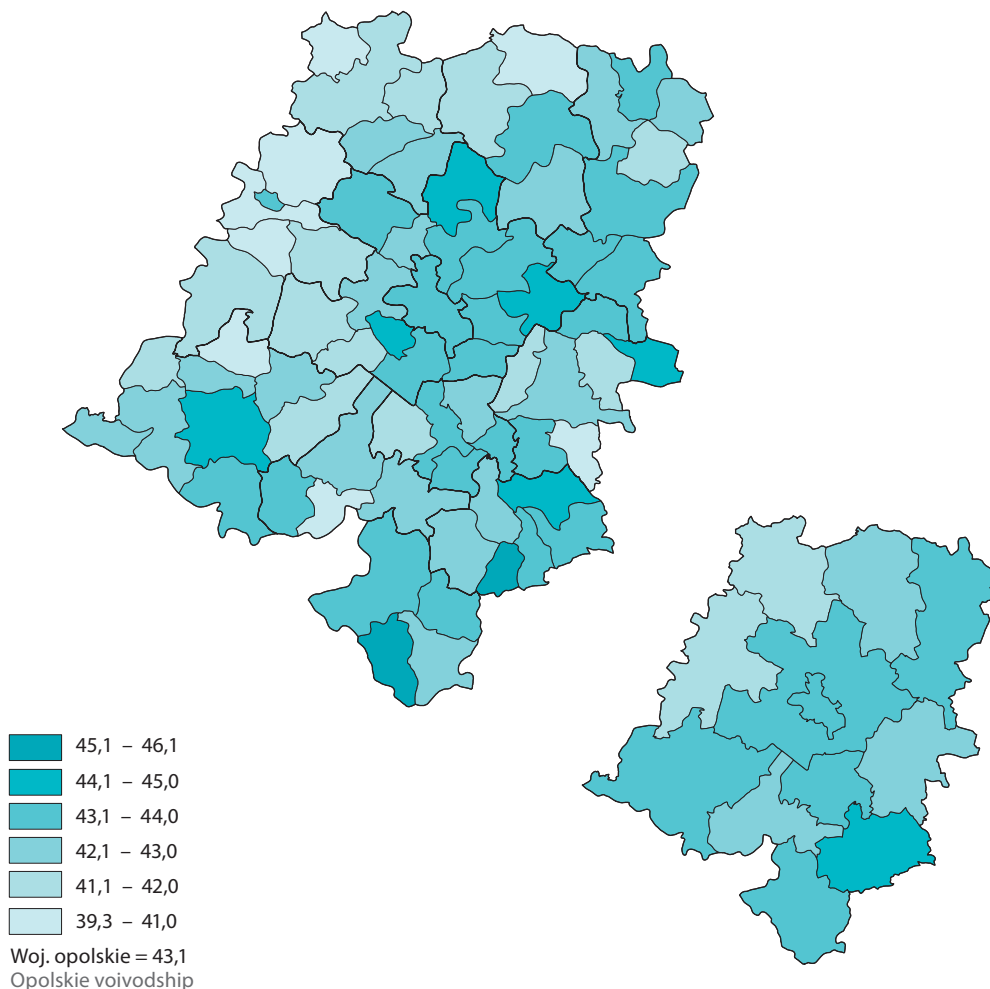 45,1 – 46,1
44,1 – 45,0
43,1 – 44,0
42,1 – 43,0
41,1 – 42,0
39,3 – 41,0
Woj. opolskie = 43,1
Opolskie voivodship